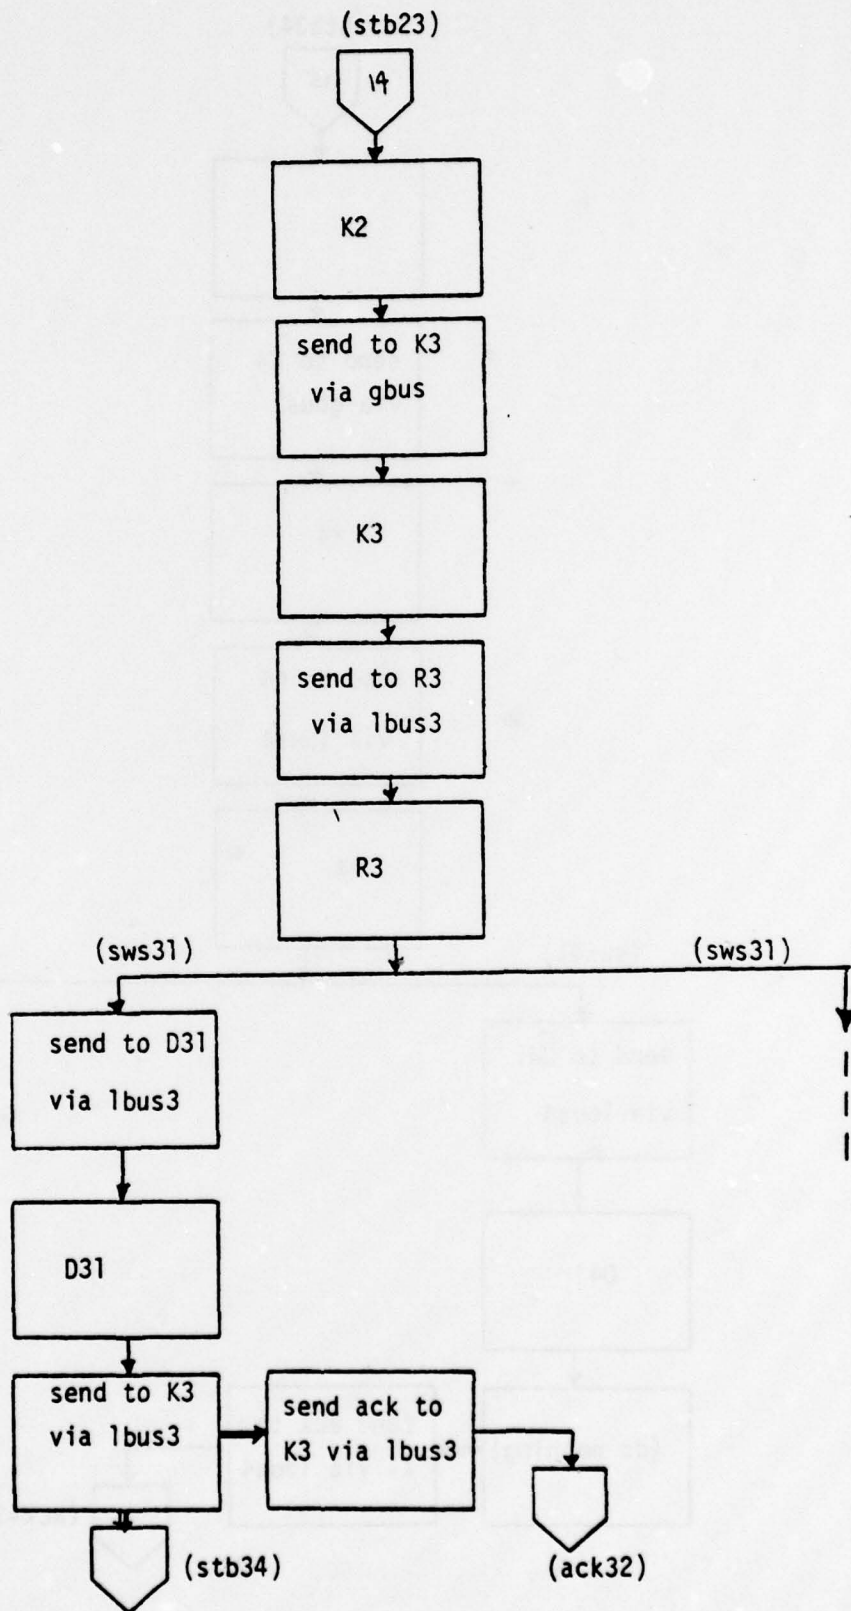 (stb23)
14
K2
send to K3
via gbus
K3
send to R3
via lbus3
R3
(sws31)
(sws31)
send to D31
via lbus3
D31
send to K3
via lbus3
send ack to
K3 via lbus3
(stb34)
(ack32)